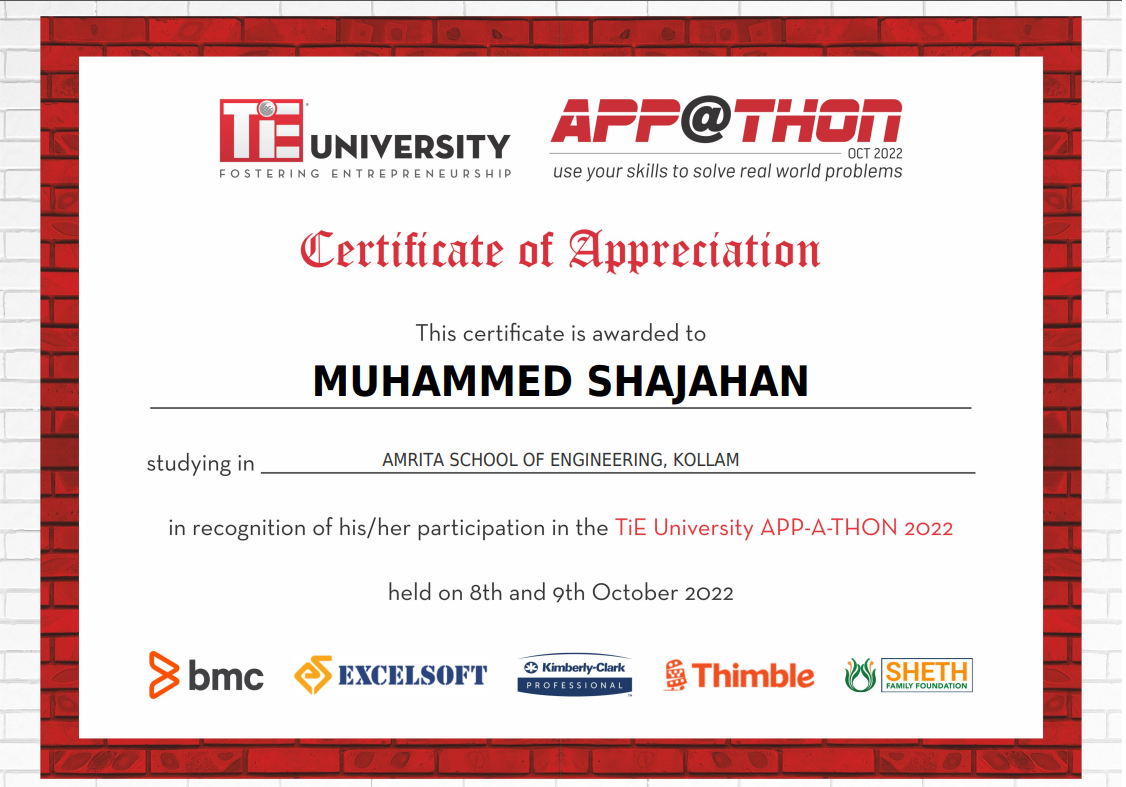 TiE UNIVERSITY
FOSTERING ENTREPRENEURSHIP
APP@THON
OCT 2022
use your skills to solve real world problems
Certificate of Appreciation
This certificate is awarded to
MUHAMMED SHAJAHAN
studying in AMRITA SCHOOL OF ENGINEERING, KOLLAM
in recognition of his/her participation in the TiE University APP-A-THON 2022
held on 8th and 9th October 2022
bmc
EXCELSOFT
Kimberly-Clark
PROFESSIONAL™
Thimble
SHETH
FAMILY FOUNDATION